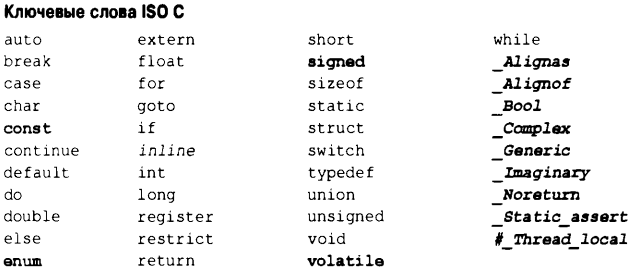 Ключевые слова ISO C
auto extern short while
break float signed _Alignas
case for sizeof _Alignof
char goto static _Bool
const if struct _Complex
continue inline switch _Generic
default int typedef _Imaginary
do long union _Noreturn
double register unsigned _Static_assert
else restrict void #_Thread_local
enum return volatile